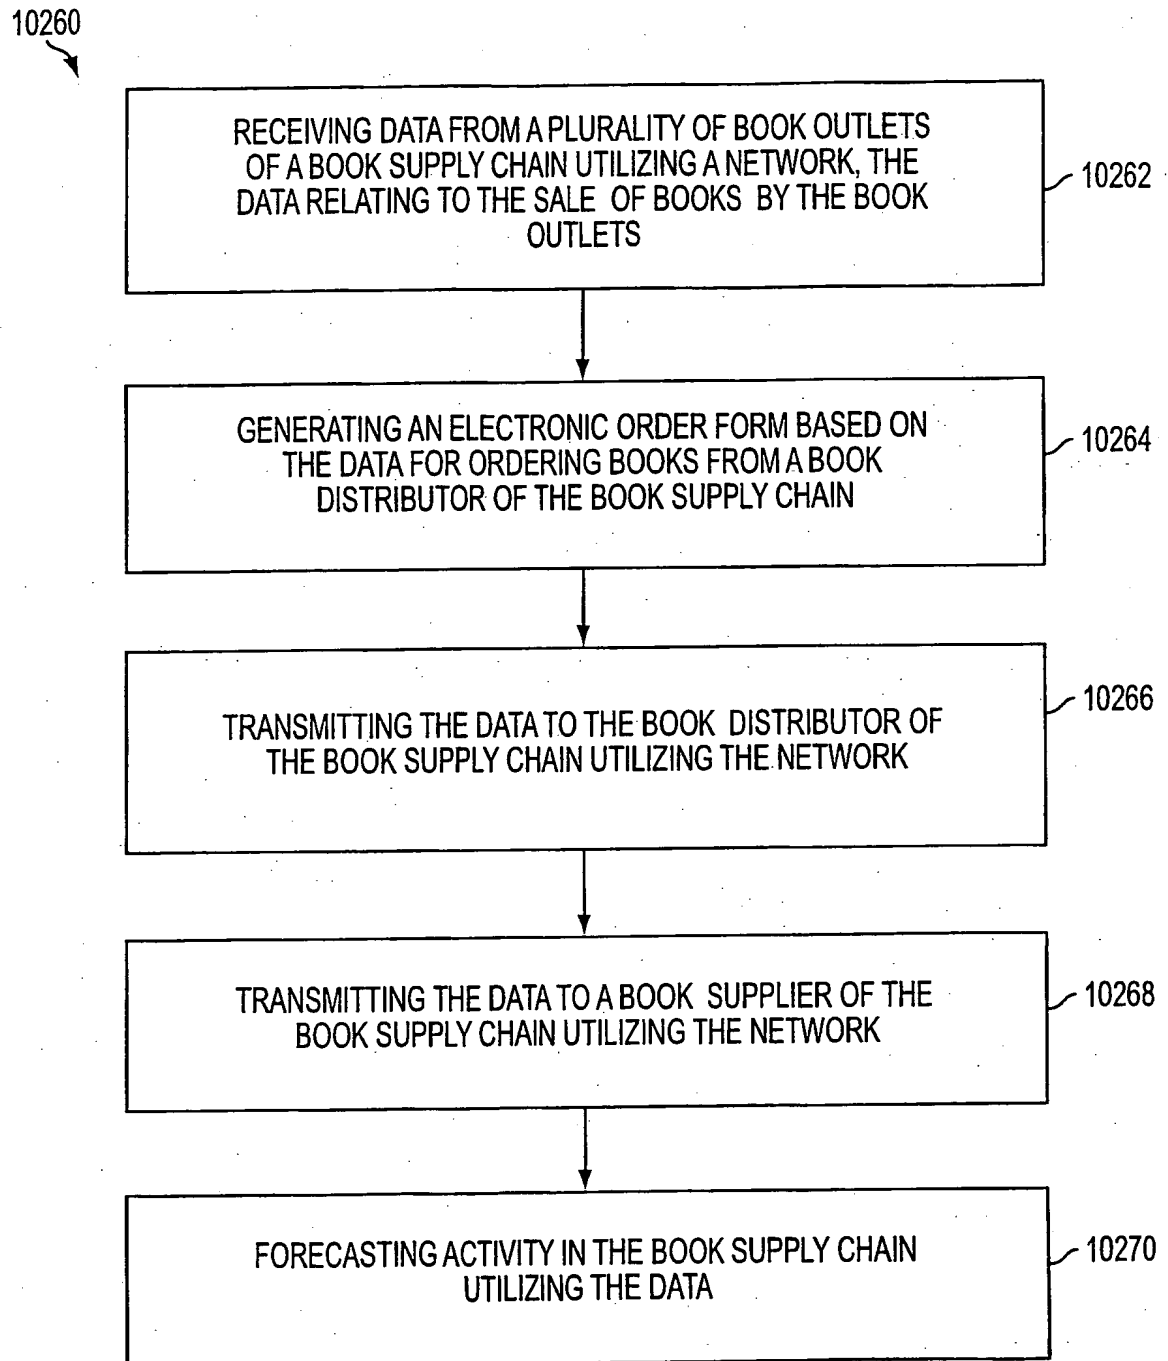 10260
RECEIVING DATA FROM A PLURALITY OF BOOK OUTLETS
OF A BOOK SUPPLY CHAIN UTILIZING A NETWORK, THE
DATA RELATING TO THE SALE OF BOOKS BY THE BOOK
OUTLETS
10262
GENERATING AN ELECTRONIC ORDER FORM BASED ON
THE DATA FOR ORDERING BOOKS FROM A BOOK
DISTRIBUTOR OF THE BOOK SUPPLY CHAIN
10264
TRANSMITTING THE DATA TO THE BOOK DISTRIBUTOR OF
THE BOOK SUPPLY CHAIN UTILIZING THE NETWORK
10266
TRANSMITTING THE DATA TO A BOOK SUPPLIER OF THE
BOOK SUPPLY CHAIN UTILIZING THE NETWORK
10268
FORECASTING ACTIVITY IN THE BOOK SUPPLY CHAIN
UTILIZING THE DATA
10270